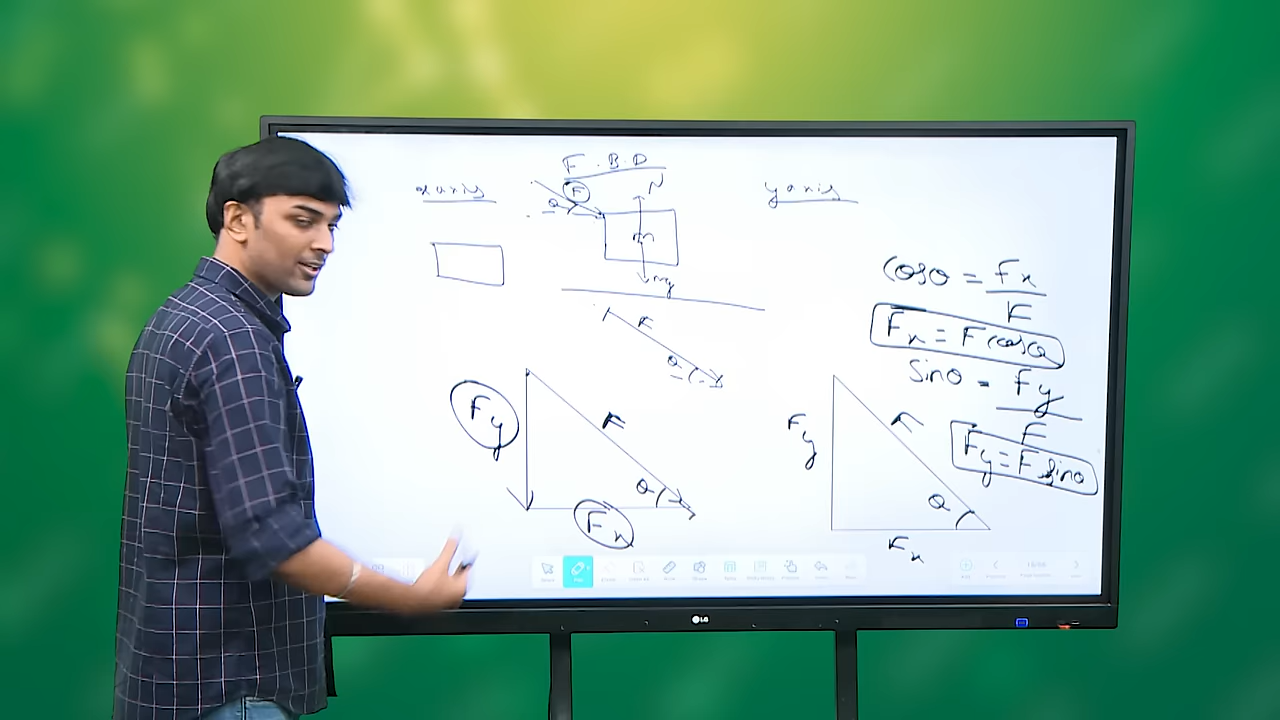 F.B.D
x axis
y axis
F
θ
N
m
mg
F
θ
Fy
F
θ
Fx
Fy
F
θ
Fx
cosθ = Fx/F
Fx = F cosθ
sinθ = Fy/F
Fy = F sinθ
LG